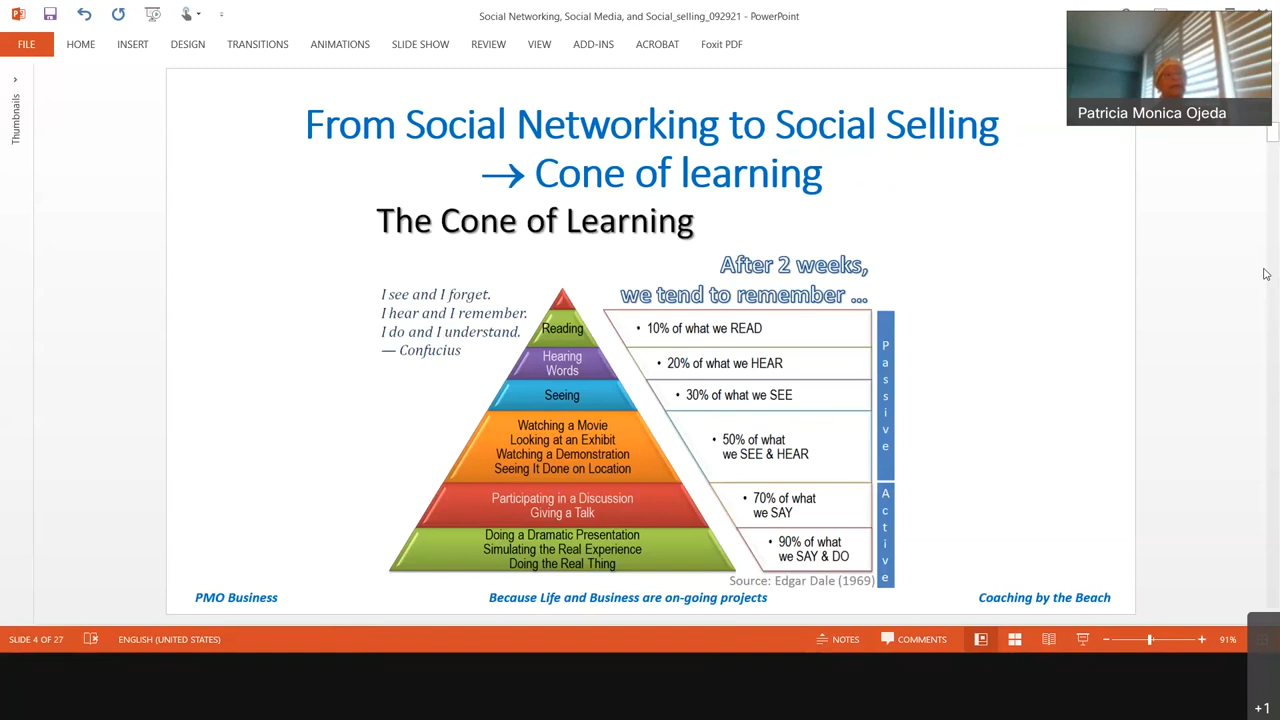 Social Networking, Social Media, and Social_selling_092921 - PowerPoint
FILE HOME INSERT DESIGN TRANSITIONS ANIMATIONS SLIDE SHOW REVIEW VIEW ADD-INS ACROBAT Foxit PDF
Patricia Monica Ojeda
Thumbnails
From Social Networking to Social Selling
→ Cone of learning
The Cone of Learning
After 2 weeks,
we tend to remember ...
I see and I forget.
I hear and I remember.
I do and I understand.
— Confucius
Reading
Hearing
Words
Seeing
Watching a Movie
Looking at an Exhibit
Watching a Demonstration
Seeing It Done on Location
Participating in a Discussion
Giving a Talk
Doing a Dramatic Presentation
Simulating the Real Experience
Doing the Real Thing
• 10% of what we READ
• 20% of what we HEAR
• 30% of what we SEE
• 50% of what
we SEE & HEAR
• 70% of what
we SAY
• 90% of what
we SAY & DO
Passive
Active
Source: Edgar Dale (1969)
PMO Business
Because Life and Business are on-going projects
Coaching by the Beach
SLIDE 4 OF 27 ENGLISH (UNITED STATES) NOTES COMMENTS 91%
+1